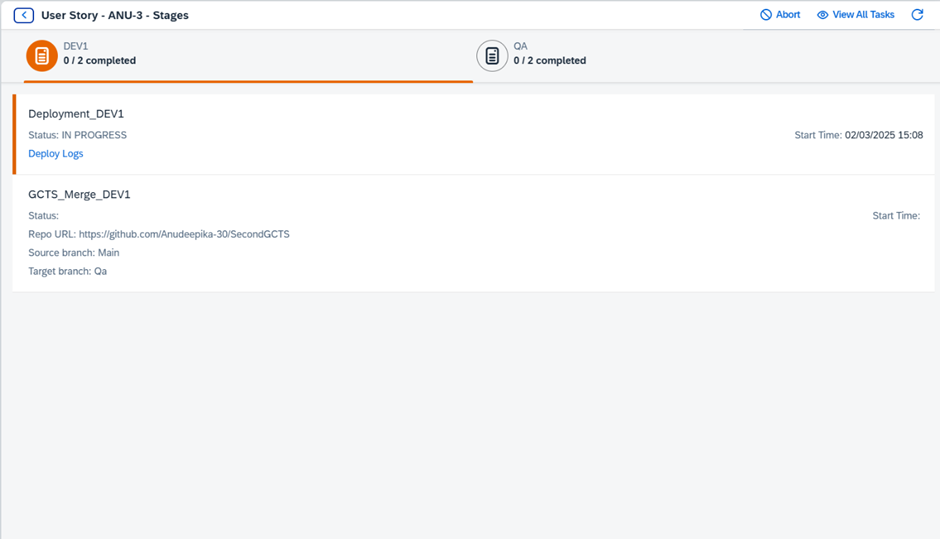 User Story - ANU-3 - Stages
Abort
View All Tasks
DEV1
0 / 2 completed
QA
0 / 2 completed
Deployment_DEV1
Status: IN PROGRESS
Start Time: 02/03/2025 15:08
Deploy Logs
GCTS_Merge_DEV1
Status:
Start Time:
Repo URL: https://github.com/Anudeepika-30/SecondGCTS
Source branch: Main
Target branch: Qa